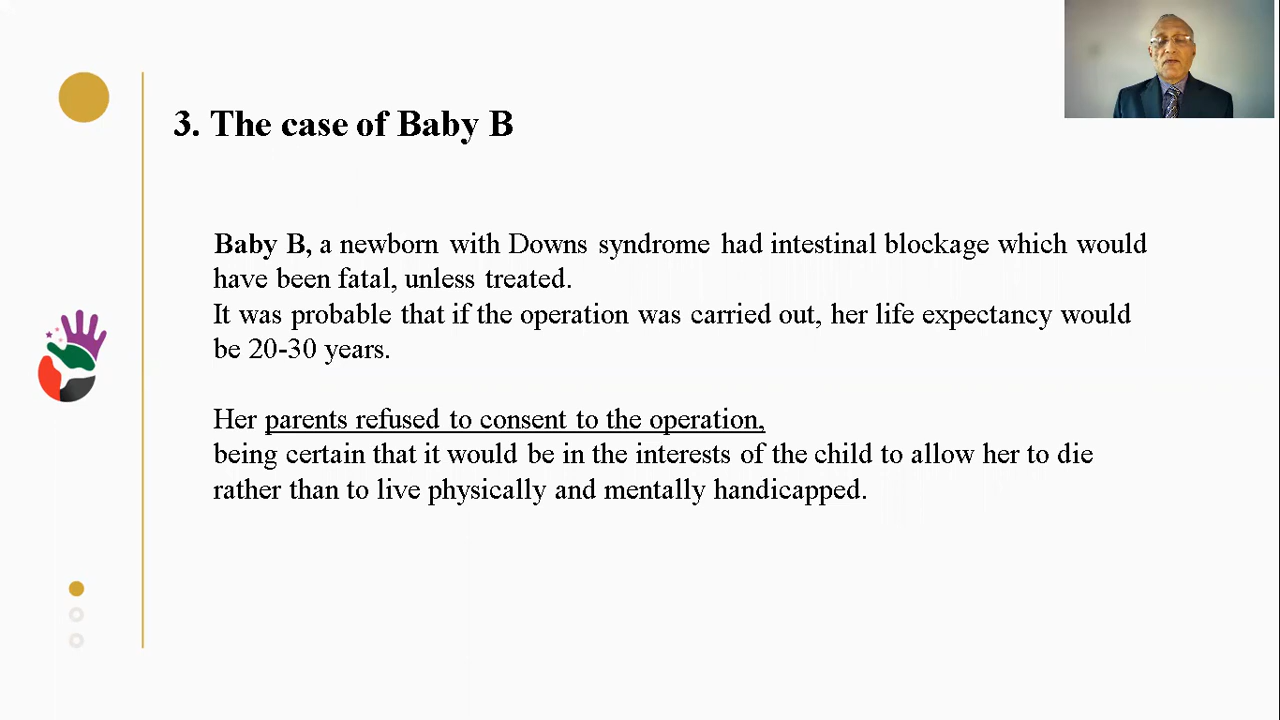 3. The case of Baby B
Baby B, a newborn with Downs syndrome had intestinal blockage which would
have been fatal, unless treated.
It was probable that if the operation was carried out, her life expectancy would
be 20-30 years.
Her parents refused to consent to the operation,
being certain that it would be in the interests of the child to allow her to die
rather than to live physically and mentally handicapped.